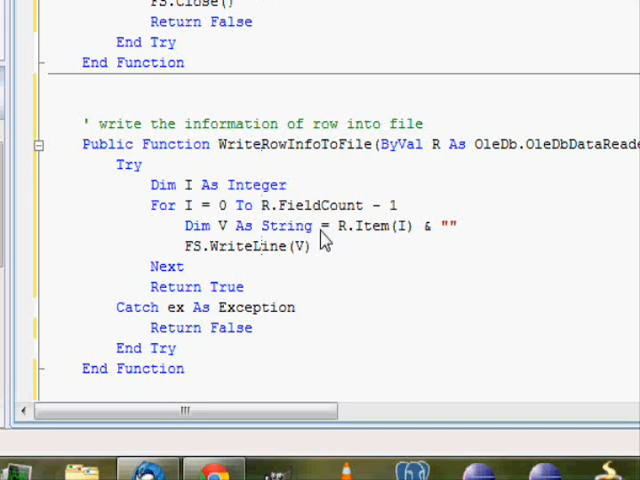 FS.Close()
Return False
End Try
End Function
' write the information of row into file
Public Function WriteRowInfoToFile(ByVal R As OleDb.OleDbDataReade
Try
Dim I As Integer
For I = 0 To R.FieldCount - 1
Dim V As String = R.Item(I) & ""
FS.WriteLine(V)
Next
Return True
Catch ex As Exception
Return False
End Try
End Function